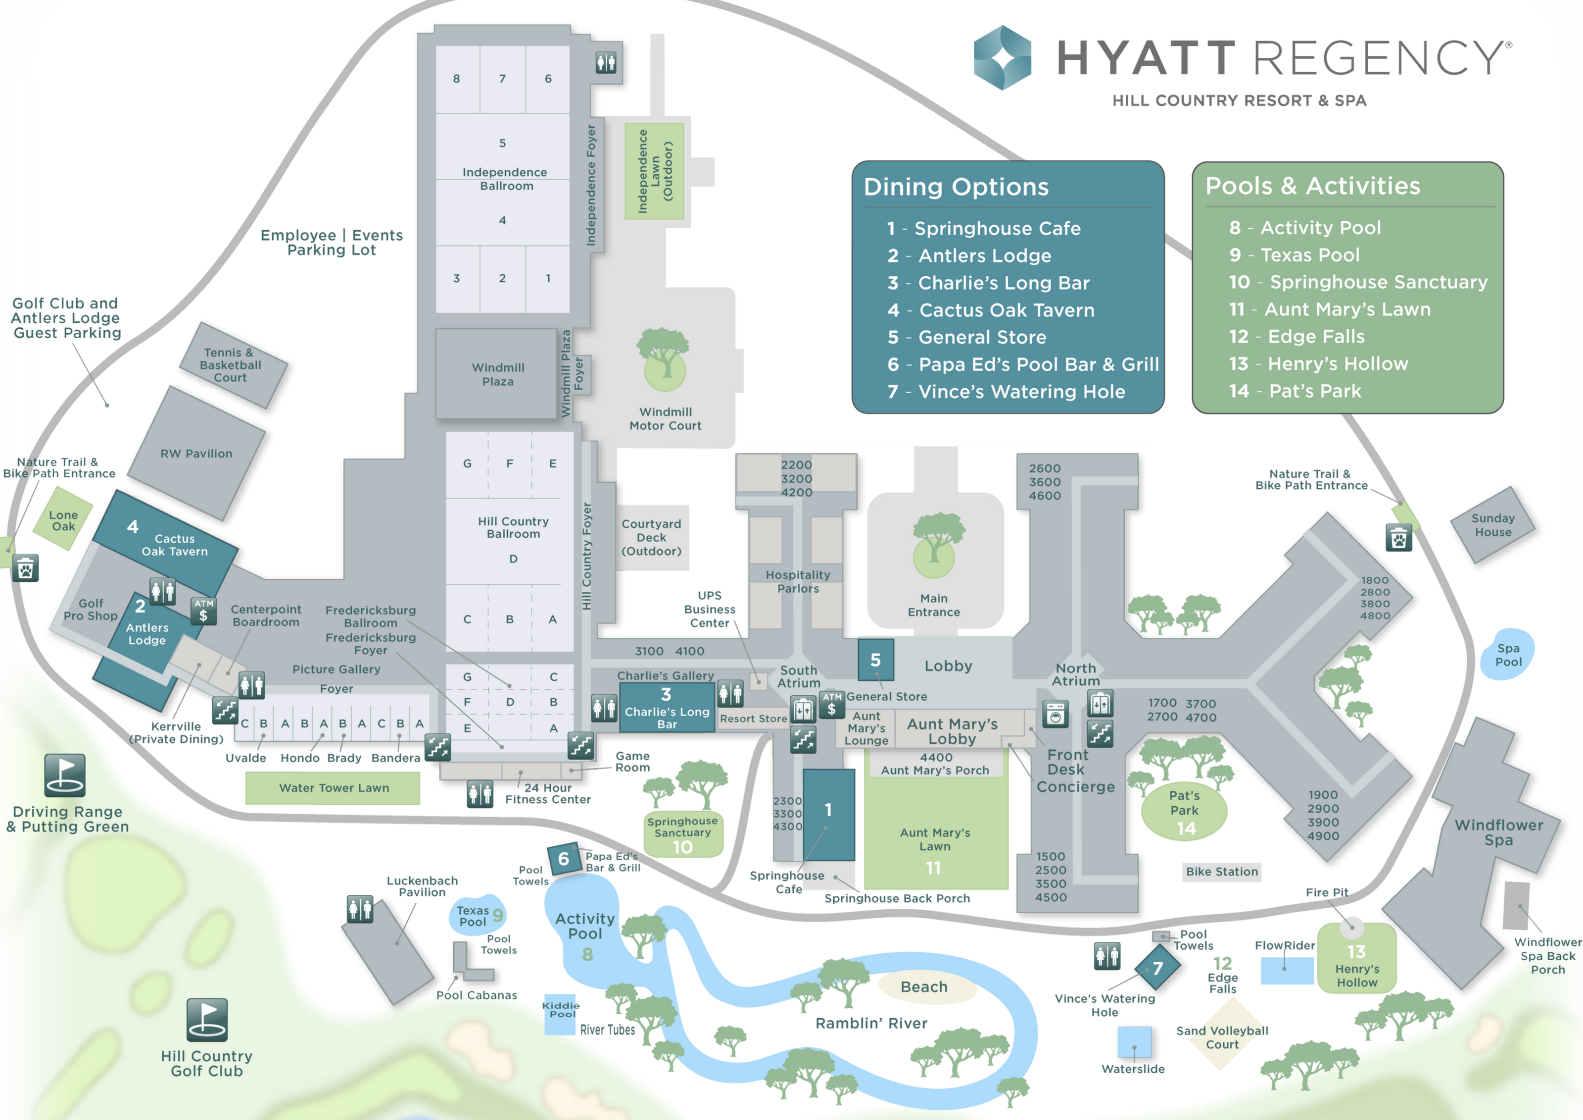 HYATT REGENCY®
HILL COUNTRY RESORT & SPA
Dining Options
1 - Springhouse Cafe
2 - Antlers Lodge
3 - Charlie's Long Bar
4 - Cactus Oak Tavern
5 - General Store
6 - Papa Ed's Pool Bar & Grill
7 - Vince's Watering Hole
Pools & Activities
8 - Activity Pool
9 - Texas Pool
10 - Springhouse Sanctuary
11 - Aunt Mary's Lawn
12 - Edge Falls
13 - Henry's Hollow
14 - Pat's Park
8 7 6
5
Independence
Ballroom
4
3 2 1
Independence Foyer
Independence
Lawn
(Outdoor)
Employee | Events
Parking Lot
Golf Club and
Antlers Lodge
Guest Parking
Tennis &
Basketball
Court
RW Pavilion
Windmill
Plaza
Windmill Plaza
Foyer
Windmill
Motor Court
Nature Trail &
Bike Path Entrance
Lone
Oak
4
Cactus
Oak Tavern
Golf
Pro Shop
2
Antlers
Lodge
ATM
$
Centerpoint
Boardroom
Fredericksburg
Ballroom
Fredericksburg
Foyer
Picture Gallery
Foyer
Kerrville
(Private Dining)
C B A B A B A C B A
Uvalde
Hondo
Brady
Bandera
Water Tower Lawn
G F E
Hill Country
Ballroom
D
C B A
Hill Country Foyer
Courtyard
Deck
(Outdoor)
G C
F D B
E A
24 Hour
Fitness Center
Game
Room
3100 4100
Charlie's Gallery
3
Charlie's Long
Bar
Resort Store
UPS
Business
Center
2200
3200
4200
Hospitality
Parlors
South
Atrium
ATM
$
5
General Store
Lobby
Main
Entrance
Aunt
Mary's
Lounge
Aunt Mary's
Lobby
4400
Aunt Mary's Porch
Front
Desk
Concierge
North
Atrium
2600
3600
4600
1700 3700
2700 4700
1800
2800
3800
4800
1900
2900
3900
4900
1500
2500
3500
4500
2300
3300
4300
1
Springhouse
Cafe
Springhouse Back Porch
Aunt Mary's
Lawn
11
Pat's
Park
14
Bike Station
Nature Trail &
Bike Path Entrance
Sunday
House
Spa
Pool
Windflower
Spa
Windflower
Spa Back
Porch
Fire Pit
13
Henry's
Hollow
FlowRider
12
Edge
Falls
Pool
Towels
7
Vince's Watering
Hole
Sand Volleyball
Court
Waterslide
Springhouse
Sanctuary
10
6
Papa Ed's
Bar & Grill
Pool
Towels
Activity
Pool
8
Texas
Pool
9
Pool
Towels
Pool Cabanas
Luckenbach
Pavilion
Kiddie
Pool
River Tubes
Ramblin' River
Beach
Driving Range
& Putting Green
Hill Country
Golf Club